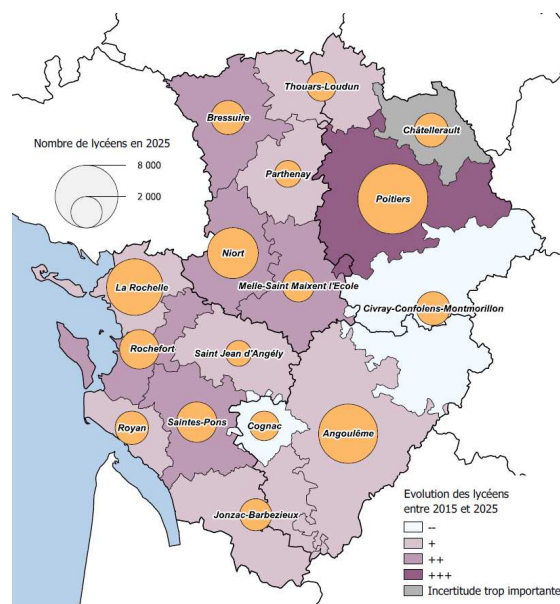 Thouars-Loudun
Bressuire
Châtellerault
Nombre de lycéens en 2025
8 000
2 000
Parthenay
Poitiers
Niort
La Rochelle
Melle-Saint Maixent l'Ecole
Civray-Confolens-Montmorillon
Rochefort
Saint Jean d'Angély
Royan
Saintes-Pons
Cognac
Angoulême
Jonzac-Barbezieux
Evolution des lycéens
entre 2015 et 2025
--
+
++
+++
Incertitude trop importante